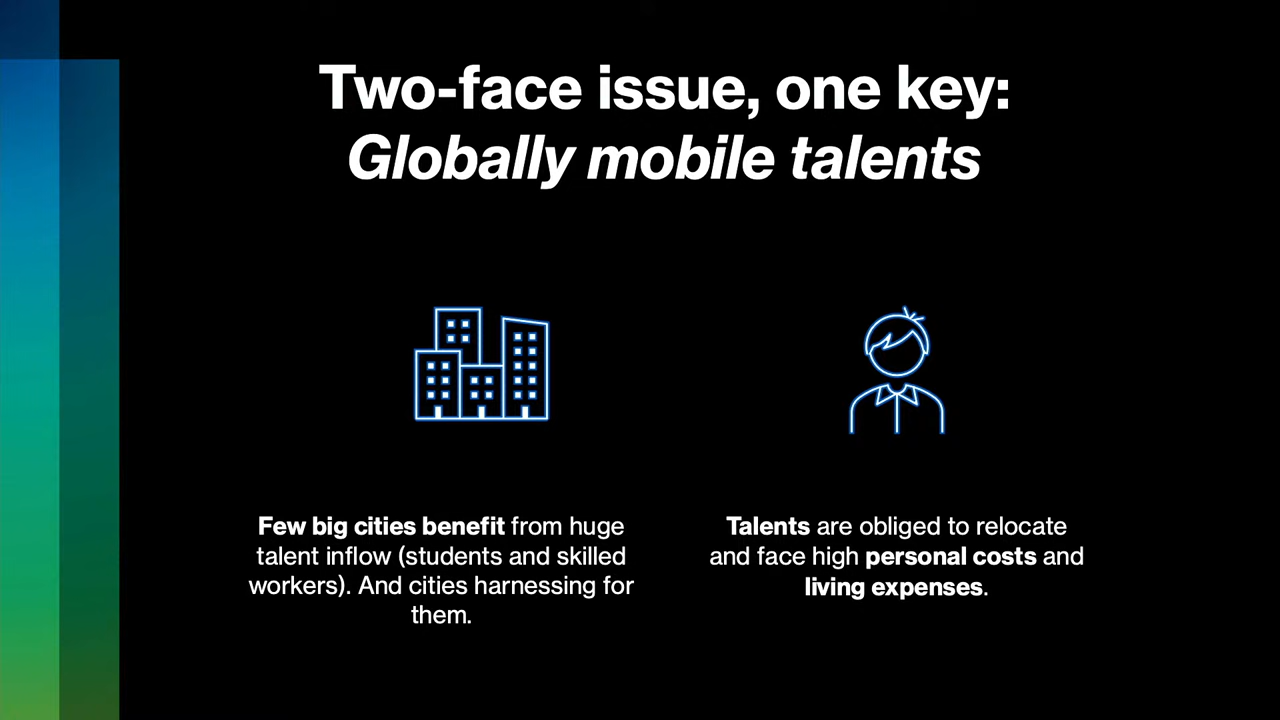 Two-face issue, one key:
Globally mobile talents
Few big cities benefit from huge
talent inflow (students and skilled
workers). And cities harnessing for
them.
Talents are obliged to relocate
and face high personal costs and
living expenses.